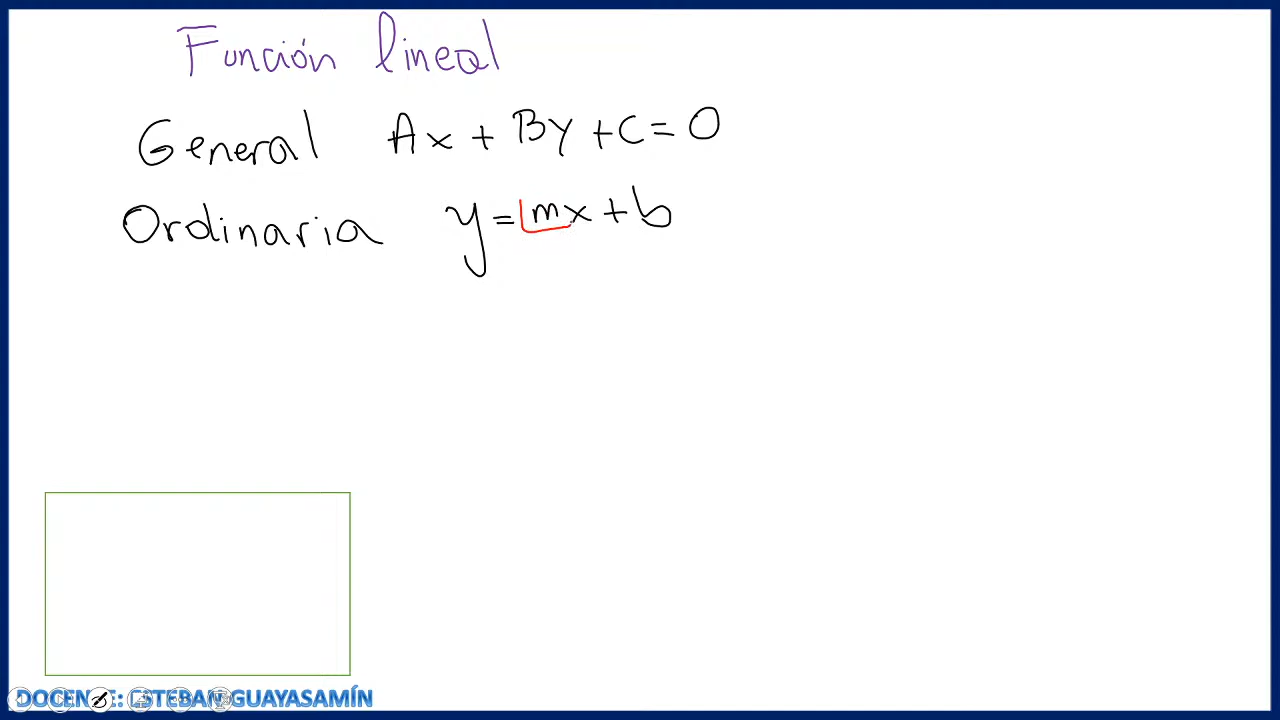 Función lineal
General Ax + By + C = 0
Ordinaria y = mx + b
DOCENTE: ESTEBAN GUAYASAMÍN